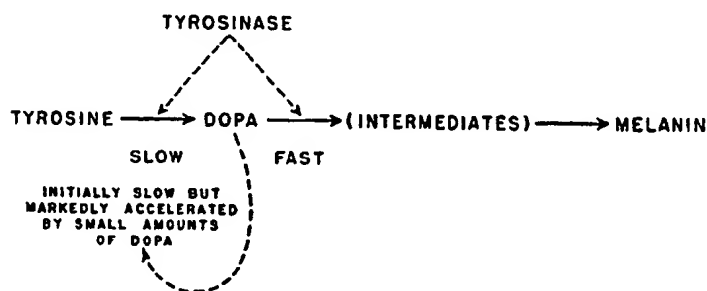 TYROSINASE
TYROSINE DOPA (INTERMEDIATES) MELANIN
SLOW FAST
INITIALLY SLOW BUT
MARKEDLY ACCELERATED
BY SMALL AMOUNTS
OF DOPA